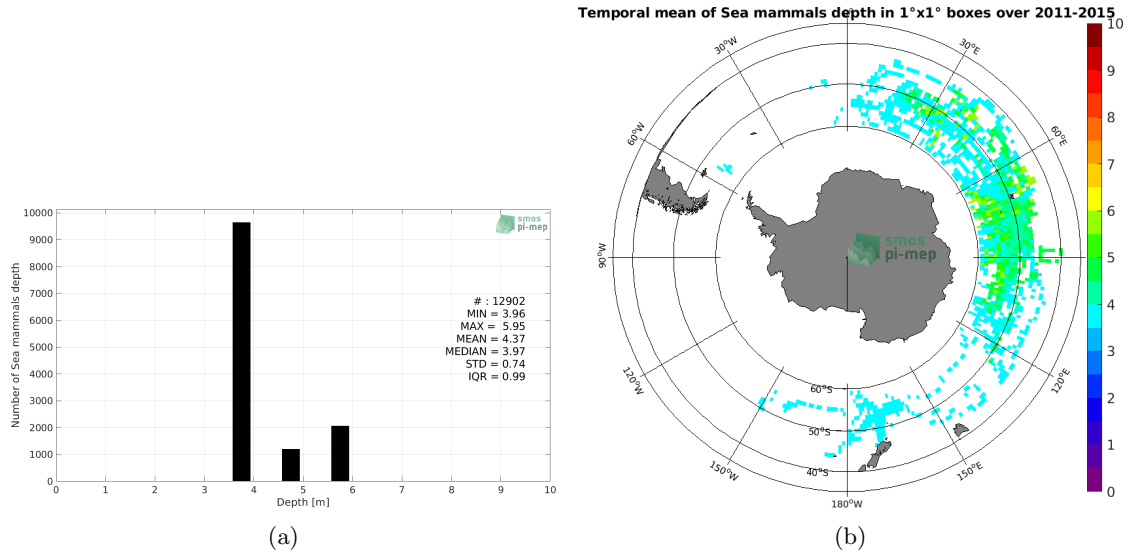 Number of Sea mammals depth
10000
9000
8000
7000
6000
5000
4000
3000
2000
1000
0
0 1 2 3 4 5 6 7 8 9 10
Depth [m]
smos
pi-mep
# : 12902
MIN = 3.96
MAX = 5.95
MEAN = 4.37
MEDIAN = 3.97
STD = 0.74
IQR = 0.99
(a)
Temporal mean of Sea mammals depth in 1°x1° boxes over 2011-2015
30°W
30°E
60°W
60°E
90°W
smos
pi-mep
120°W
120°E
60°S
50°S
40°S
150°W
150°E
180°W
10
9
8
7
6
5
4
3
2
1
0
(b)